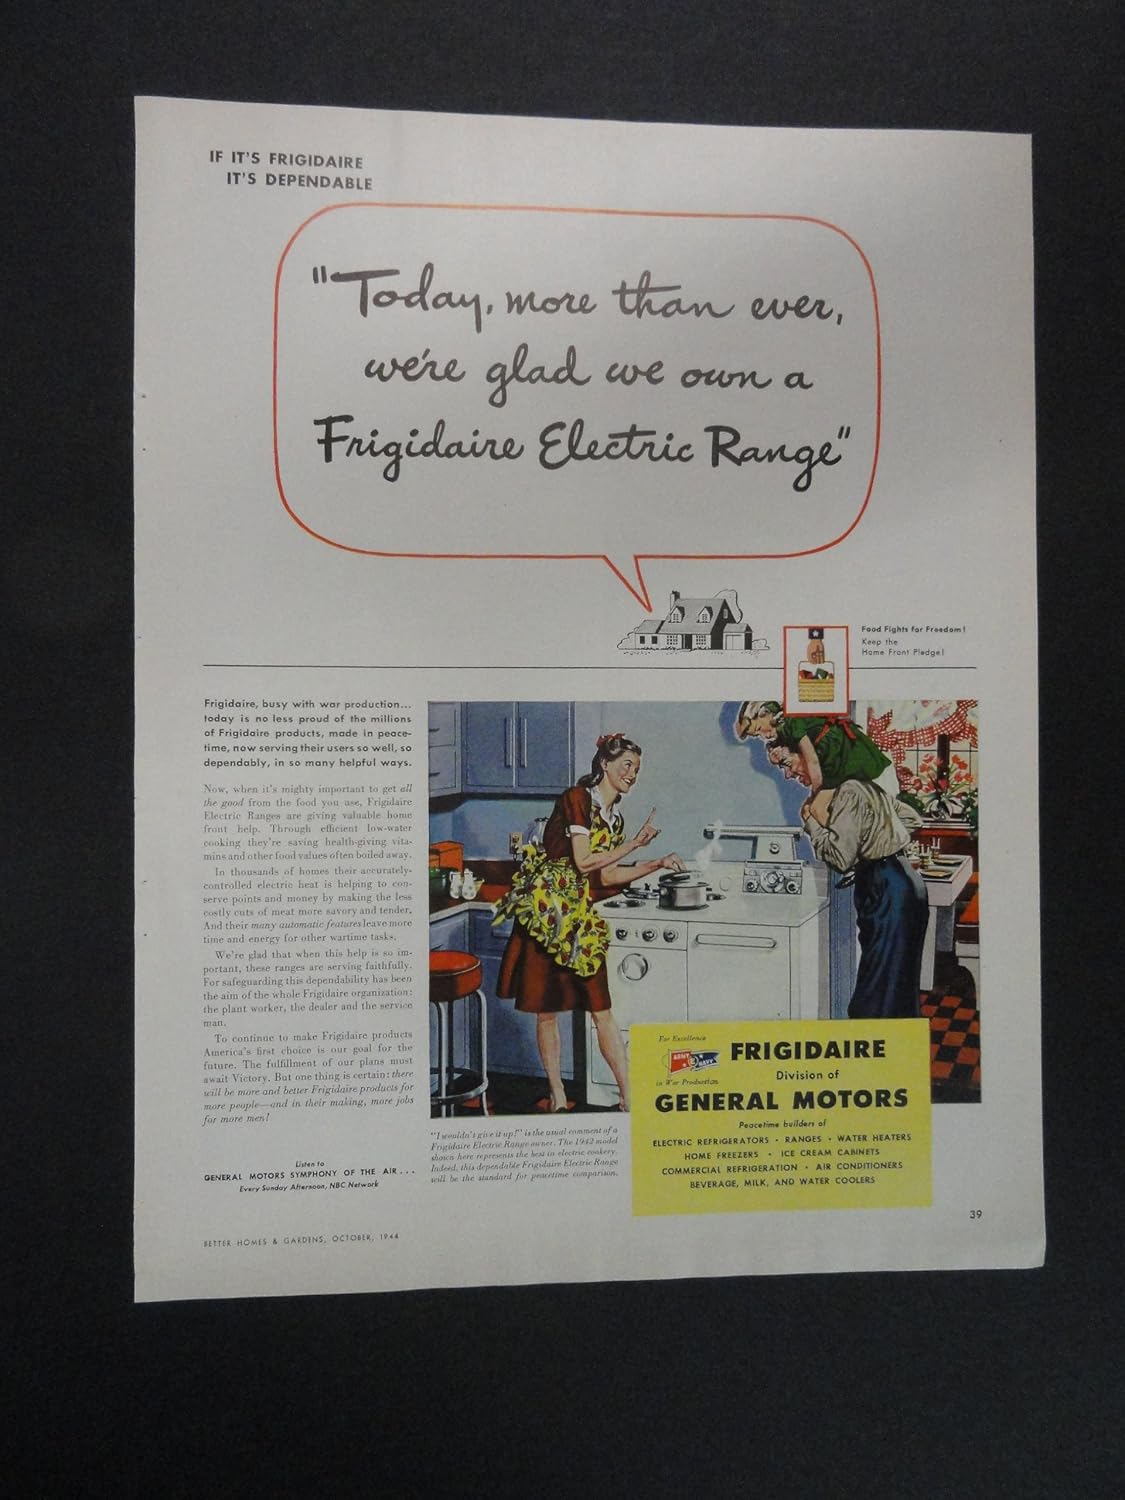 IF IT'S FRIGIDAIRE
IT'S DEPENDABLE
"Today, more than ever,
we're glad we own a
Frigidaire Electric Range"
Food Fights for Freedom!
Keep the
Home Front Pledge!
Frigidaire, busy with war production...
today is no less proud of the millions
of Frigidaire products, made in peace-
time, now serving their users so well, so
dependably, in so many helpful ways.
Now, when it's mighty important to get all
the good from the food you use, Frigidaire
Electric Ranges are giving valuable home
front help. Through efficient low-water
cooking they're saving health-giving vita-
mins and other food values often boiled away.
In thousands of homes their accurately-
controlled electric heat is helping to con-
serve points and money by making the less
costly cuts of meat more savory and tender.
And their many automatic features leave more
time and energy for other wartime tasks.
We're glad that when this help is so im-
portant, these ranges are serving faithfully.
For safeguarding this dependability has been
the aim of the whole Frigidaire organization:
the plant worker, the dealer and the service
man.
To continue to make Frigidaire products
America's first choice is our goal for the
future. The fulfillment of our plans must
await Victory. But one thing is certain: there
will be more and better Frigidaire products for
more people—and in their making, more jobs
for more men!
Listen to
GENERAL MOTORS SYMPHONY OF THE AIR...
Every Sunday Afternoon, NBC Network
"I wouldn't give it up!" is the usual comment of a
Frigidaire Electric Range owner. The 1942 model
shown here represents the best in electric cookery.
Indeed, this dependable Frigidaire Electric Range
will be the standard for peacetime comparison.
For Excellence
ARMY E NAVY
in War Production
FRIGIDAIRE
Division of
GENERAL MOTORS
Peacetime builders of
ELECTRIC REFRIGERATORS • RANGES • WATER HEATERS
HOME FREEZERS • ICE CREAM CABINETS
COMMERCIAL REFRIGERATION • AIR CONDITIONERS
BEVERAGE, MILK, AND WATER COOLERS
39
BETTER HOMES & GARDENS, OCTOBER, 1944